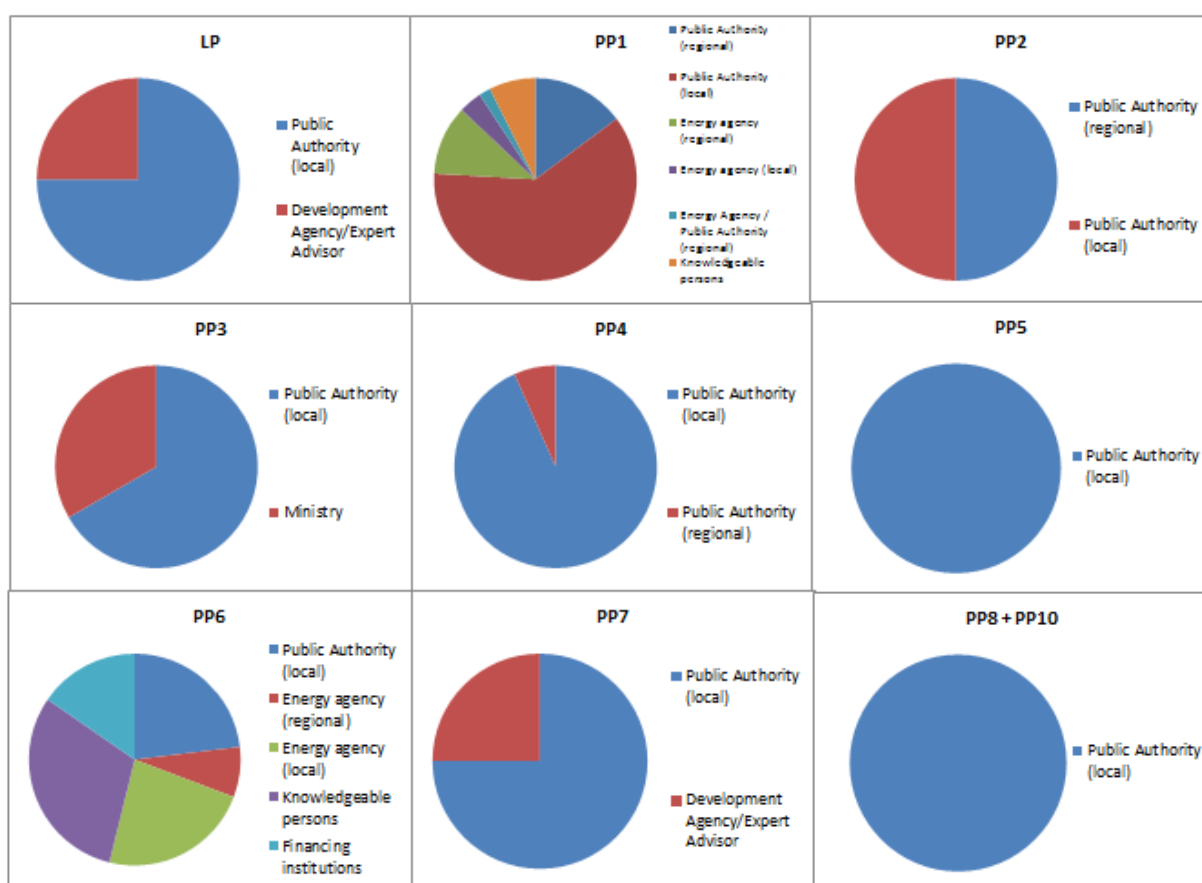 LP
Public
Authority
(local)
Development
Agency/Expert
Advisor
PP1
Public Authority
(regional)
Public Authority
(local)
Energy agency
(regional)
Energy agency (local)
Energy Agency /
Public Authority
(regional)
Knowledgeable
persons
PP2
Public Authority
(regional)
Public Authority
(local)
PP3
Public Authority
(local)
Ministry
PP4
Public Authority
(local)
Public Authority
(regional)
PP5
Public Authority
(local)
PP6
Public Authority
(local)
Energy agency
(regional)
Energy agency
(local)
Knowledgeable
persons
Financing
institutions
PP7
Public Authority
(local)
Development
Agency/Expert
Advisor
PP8 + PP10
Public Authority
(local)